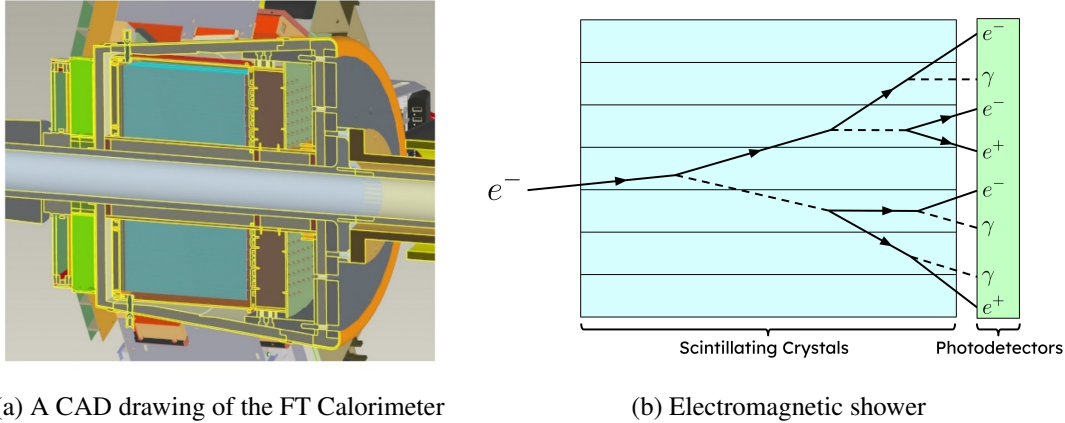 e⁻
e⁻
γ
e⁻
e⁺
e⁻
γ
γ
e⁺
Scintillating Crystals
Photodetectors
a) A CAD drawing of the FT Calorimeter
(b) Electromagnetic shower